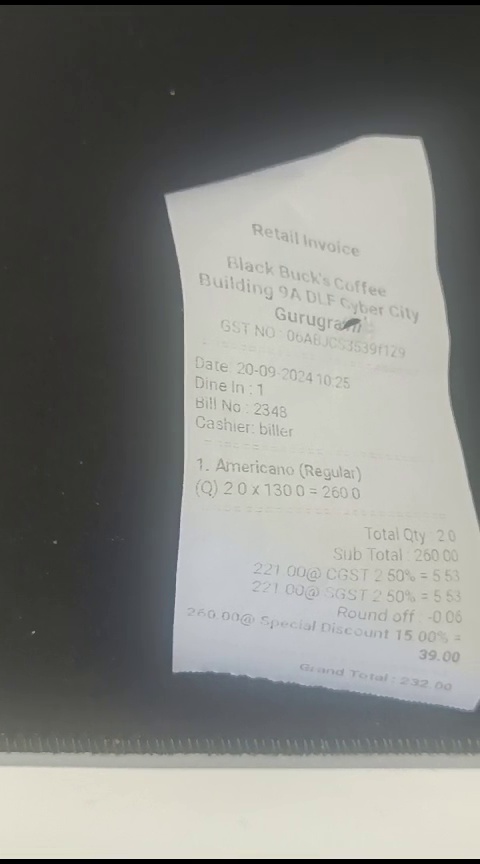 Retail Invoice
Black Buck's Coffee
Building 9A DLF Cyber City
Gurugram
GST NO : 06ABJCS3539f1Z9
Date 20-09-2024 10:25
Dine In : 1
Bill No : 2348
Cashier: biller
1. Americano (Regular)
(Q) 2.0 x 130.0 = 260.0
Total Qty : 2.0
Sub Total : 260.00
221.00@ CGST 2.50% = 5.53
221.00@ SGST 2.50% = 5.53
Round off : -0.06
260.00@ Special Discount 15.00% =
39.00
Grand Total : 232.00